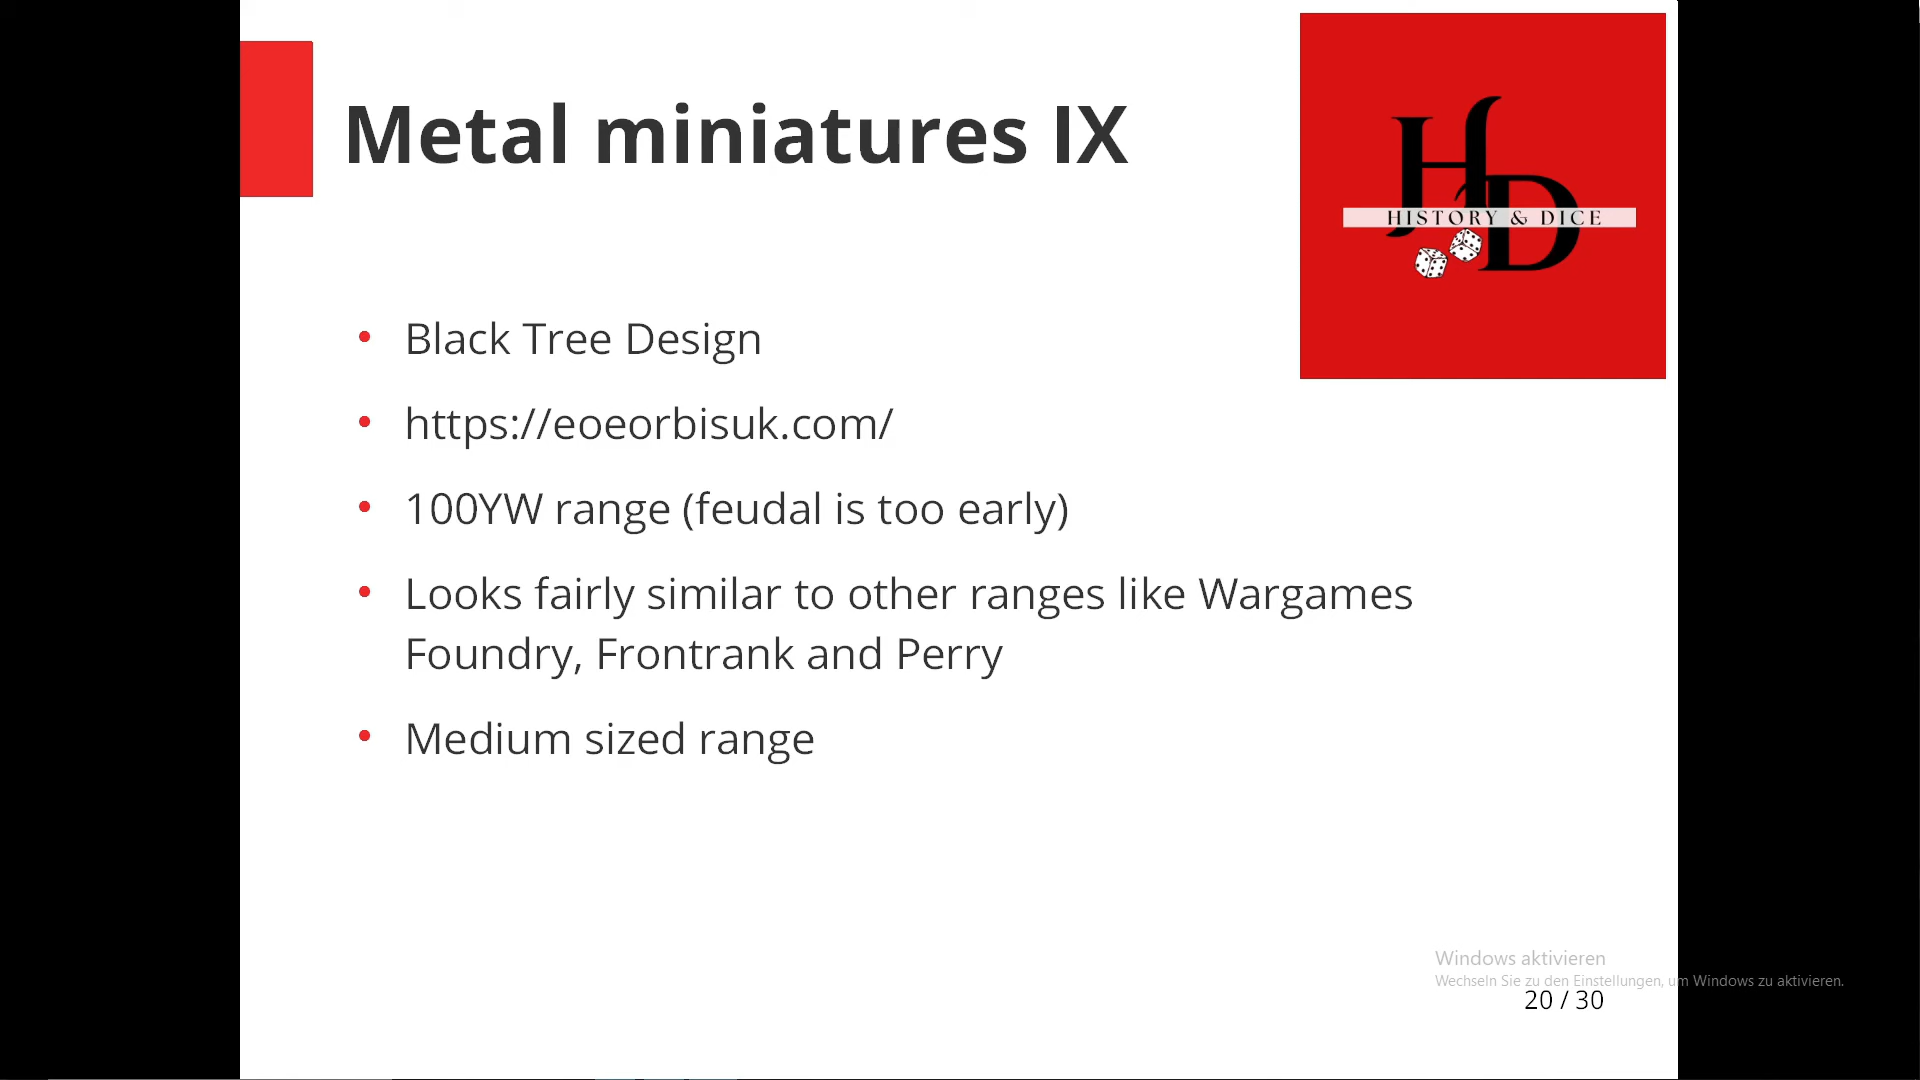 Metal miniatures IX
HD
HISTORY & DICE
Black Tree Design
https://eoeorbisuk.com/
100YW range (feudal is too early)
Looks fairly similar to other ranges like Wargames
Foundry, Frontrank and Perry
Medium sized range
Windows aktivieren
Wechseln Sie zu den Einstellungen, um Windows zu aktivieren.
20 / 30